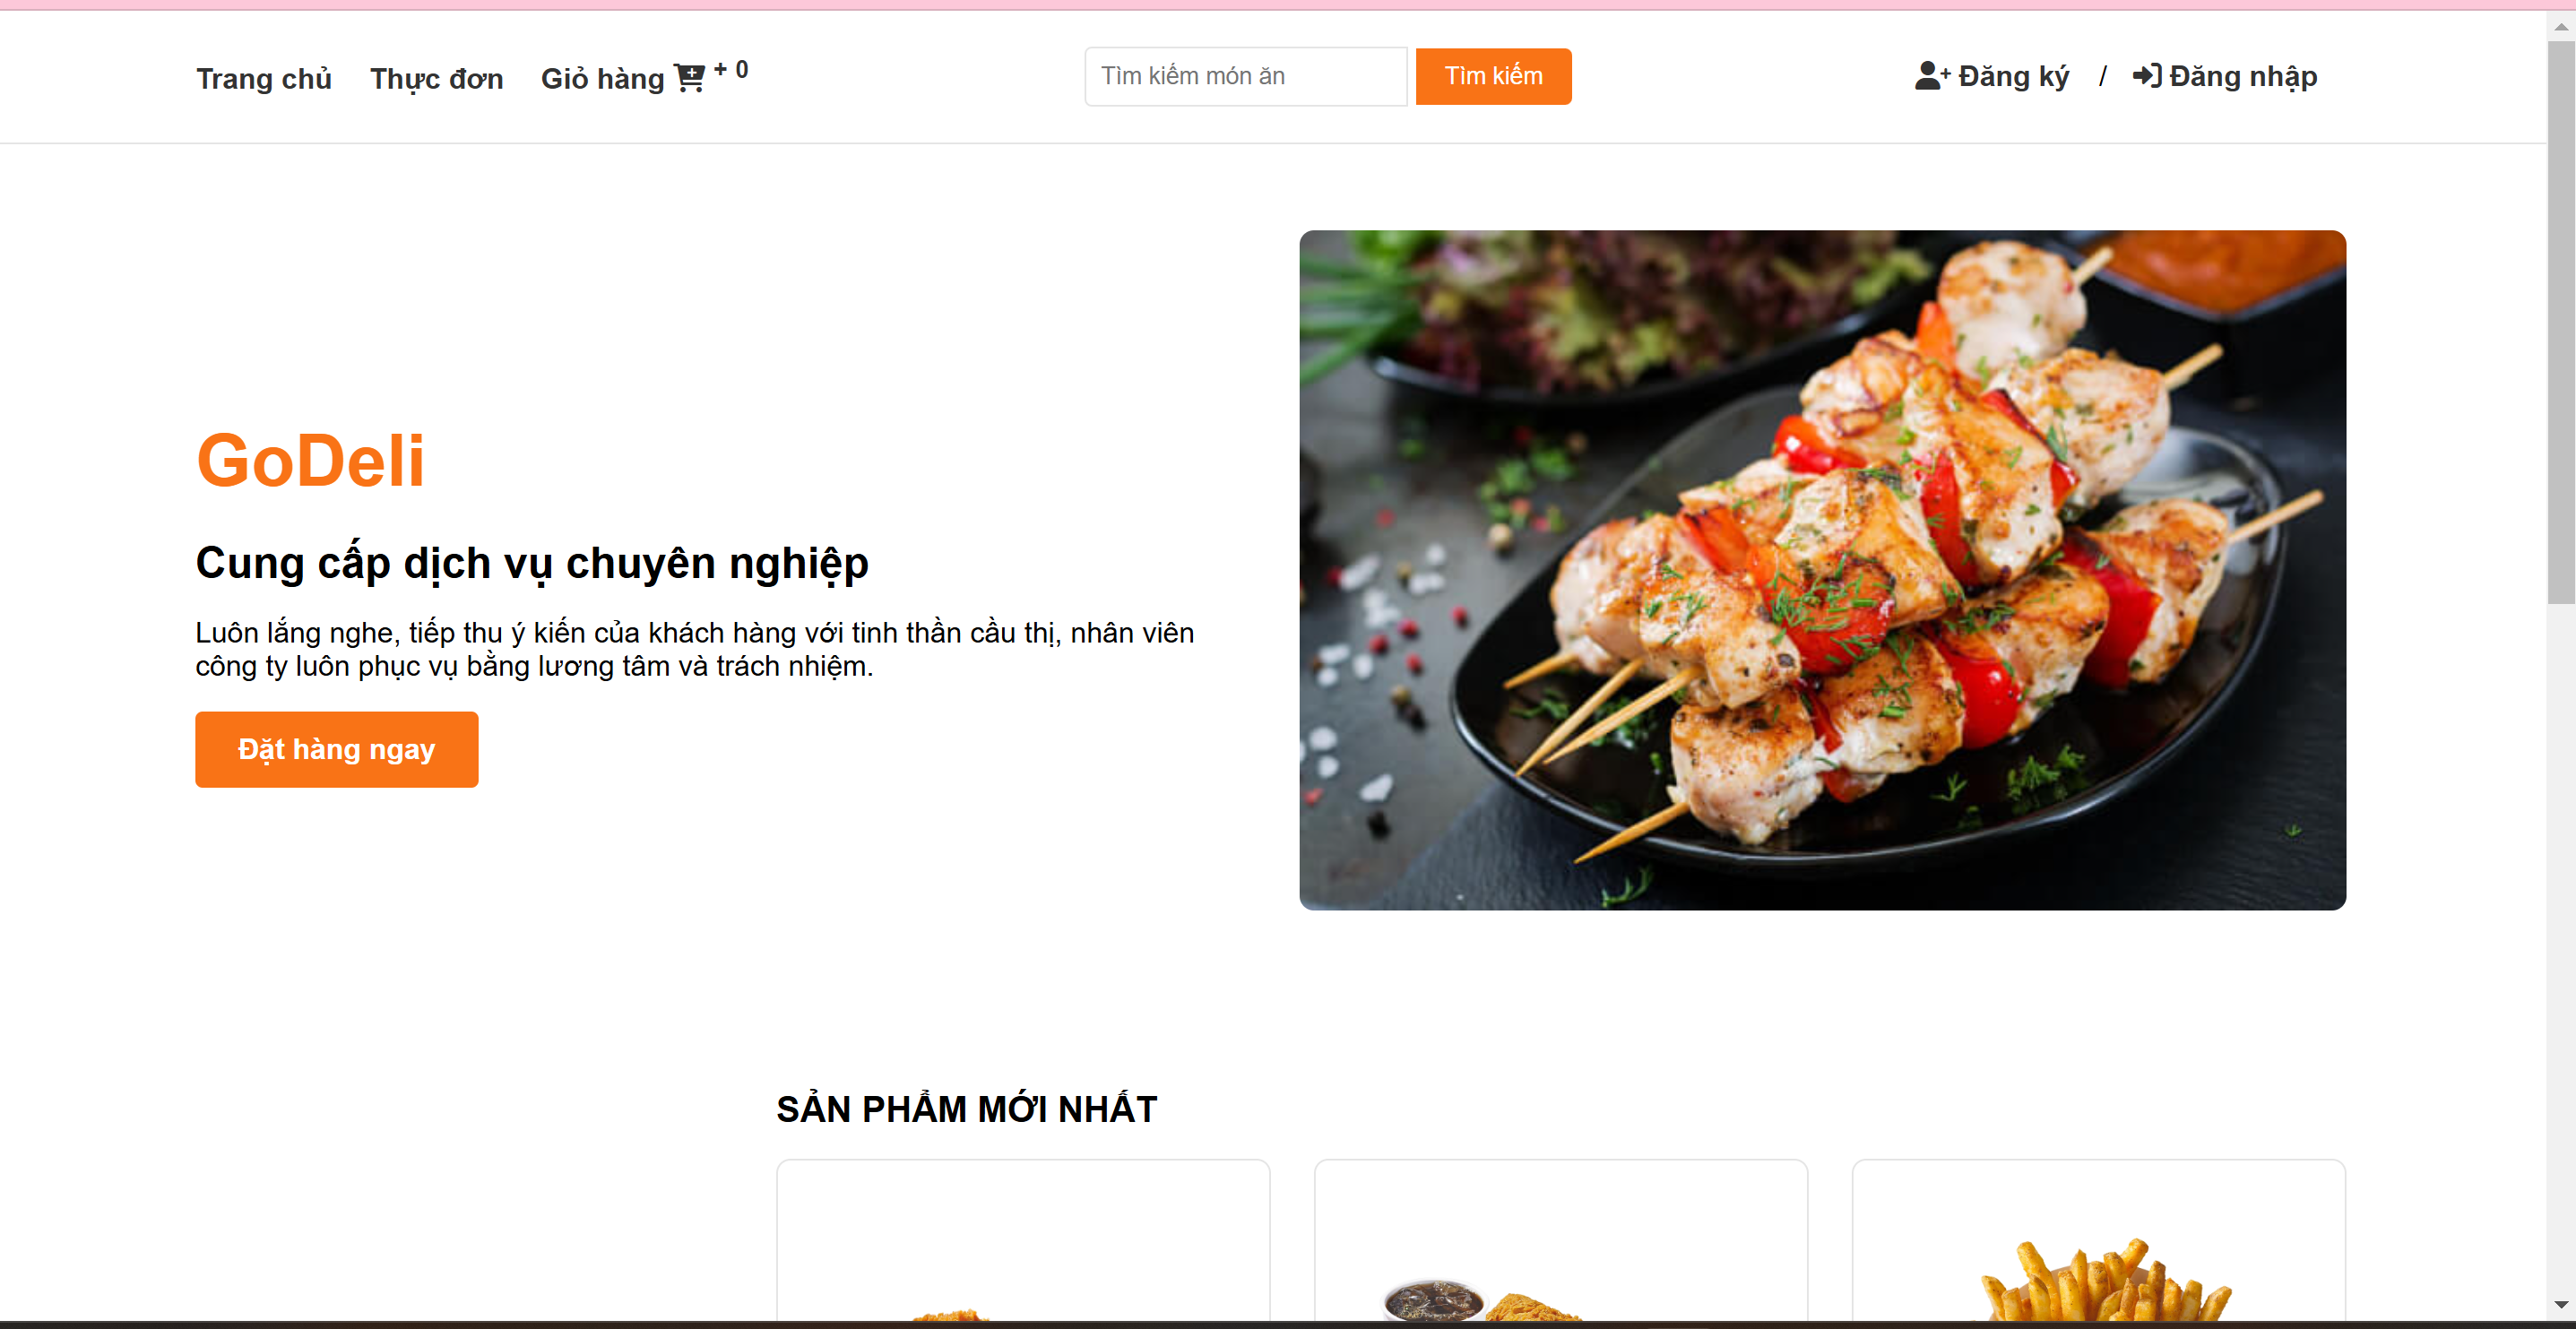 Trang chủ Thực đơn Giỏ hàng + 0 Tìm kiếm món ăn Tìm kiếm + Đăng ký / Đăng nhập
GoDeli
Cung cấp dịch vụ chuyên nghiệp
Luôn lắng nghe, tiếp thu ý kiến của khách hàng với tinh thần cầu thị, nhân viên
công ty luôn phục vụ bằng lương tâm và trách nhiệm.
Đặt hàng ngay
SẢN PHẨM MỚI NHẤT